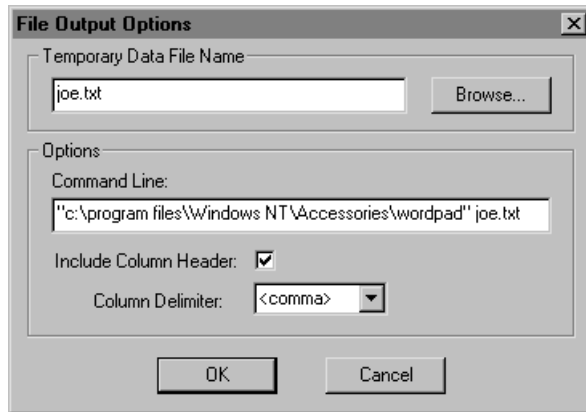 File Output Options
Temporary Data File Name
joe.txt
Browse...
Options
Command Line:
"c:\program files\Windows NT\Accessories\wordpad" joe.txt
Include Column Header:
Column Delimiter: <comma>
OK Cancel